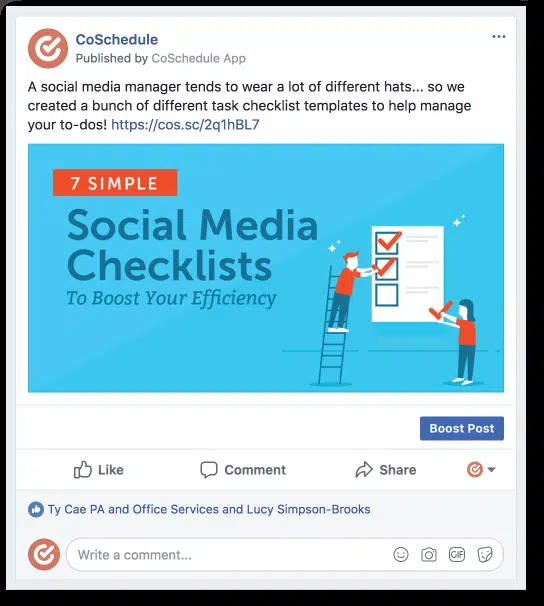 CoSchedule
Published by CoSchedule App
A social media manager tends to wear a lot of different hats... so we
created a bunch of different task checklist templates to help manage
your to-dos! https://cos.sc/2q1hBL7
7 SIMPLE
Social Media
Checklists
To Boost Your Efficiency
Boost Post
Like Comment Share
Ty Cae PA and Office Services and Lucy Simpson-Brooks
Write a comment...
GIF